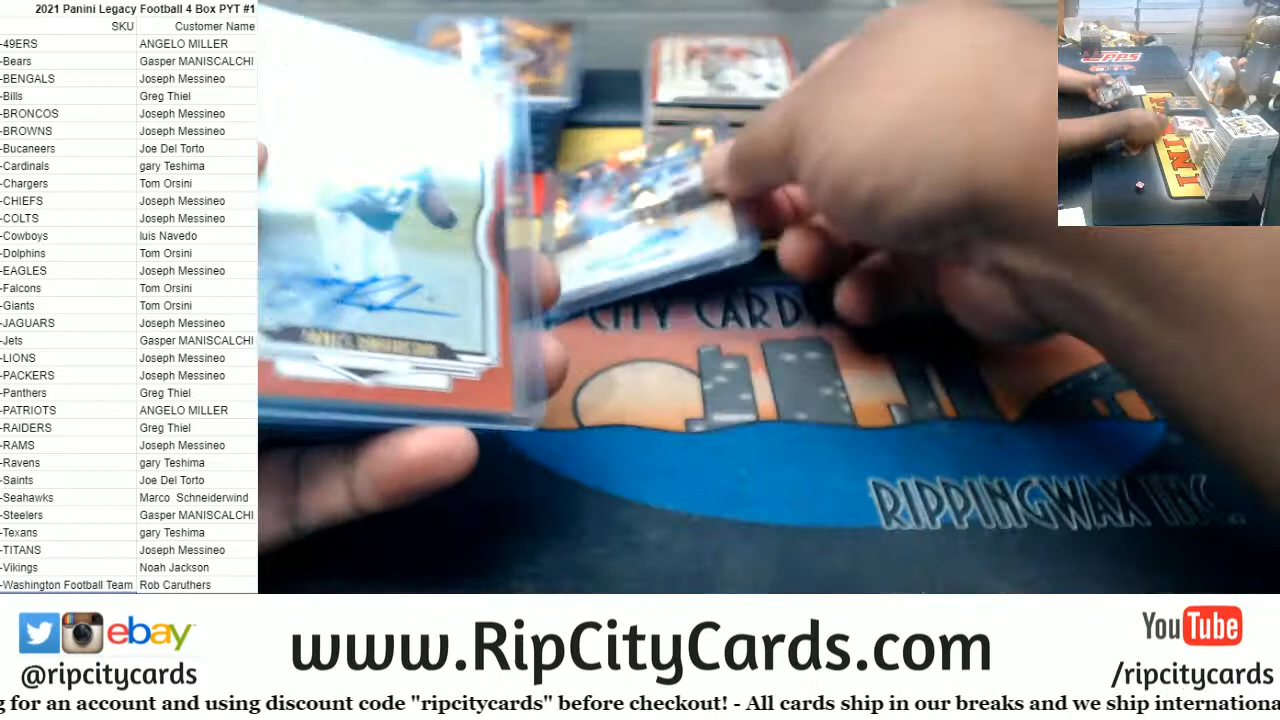 2021 Panini Legacy Football 4 Box PYT #1
SKU Customer Name
-49ERS ANGELO MILLER
-Bears Gasper MANISCALCHI
-BENGALS Joseph Messineo
-Bills Greg Thiel
-BRONCOS Joseph Messineo
-BROWNS Joseph Messineo
-Bucaneers Joe Del Torto
-Cardinals gary Teshima
-Chargers Tom Orsini
-CHIEFS Joseph Messineo
-COLTS Joseph Messineo
-Cowboys luis Navedo
-Dolphins Tom Orsini
-EAGLES Joseph Messineo
-Falcons Tom Orsini
-Giants Tom Orsini
-JAGUARS Joseph Messineo
-Jets Gasper MANISCALCHI
-LIONS Joseph Messineo
-PACKERS Joseph Messineo
-Panthers Greg Thiel
-PATRIOTS ANGELO MILLER
-RAIDERS Greg Thiel
-RAMS Joseph Messineo
-Ravens gary Teshima
-Saints Joe Del Torto
-Seahawks Marco Schneiderwind
-Steelers Gasper MANISCALCHI
-Texans gary Teshima
-TITANS Joseph Messineo
-Vikings Noah Jackson
-Washington Football Team Rob Caruthers
CITY CARD
RIPPINGWAX INC.
ebay
@ripcitycards
www.RipCityCards.com
YouTube
/ripcitycards
g for an account and using discount code "ripcitycards" before checkout! - All cards ship in our breaks and we ship internationa